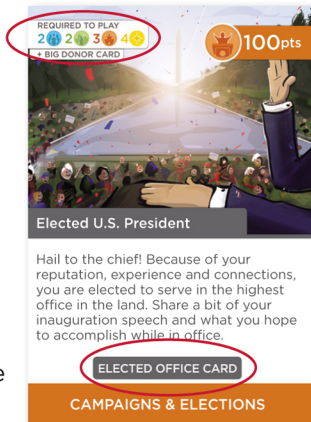 REQUIRED TO PLAY
2 2 3 4
+ BIG DONOR CARD
100pts
Elected U.S. President
Hail to the chief! Because of your
reputation, experience and connections,
you are elected to serve in the highest
office in the land. Share a bit of your
inauguration speech and what you hope
to accomplish while in office.
e
ELECTED OFFICE CARD
CAMPAIGNS & ELECTIONS